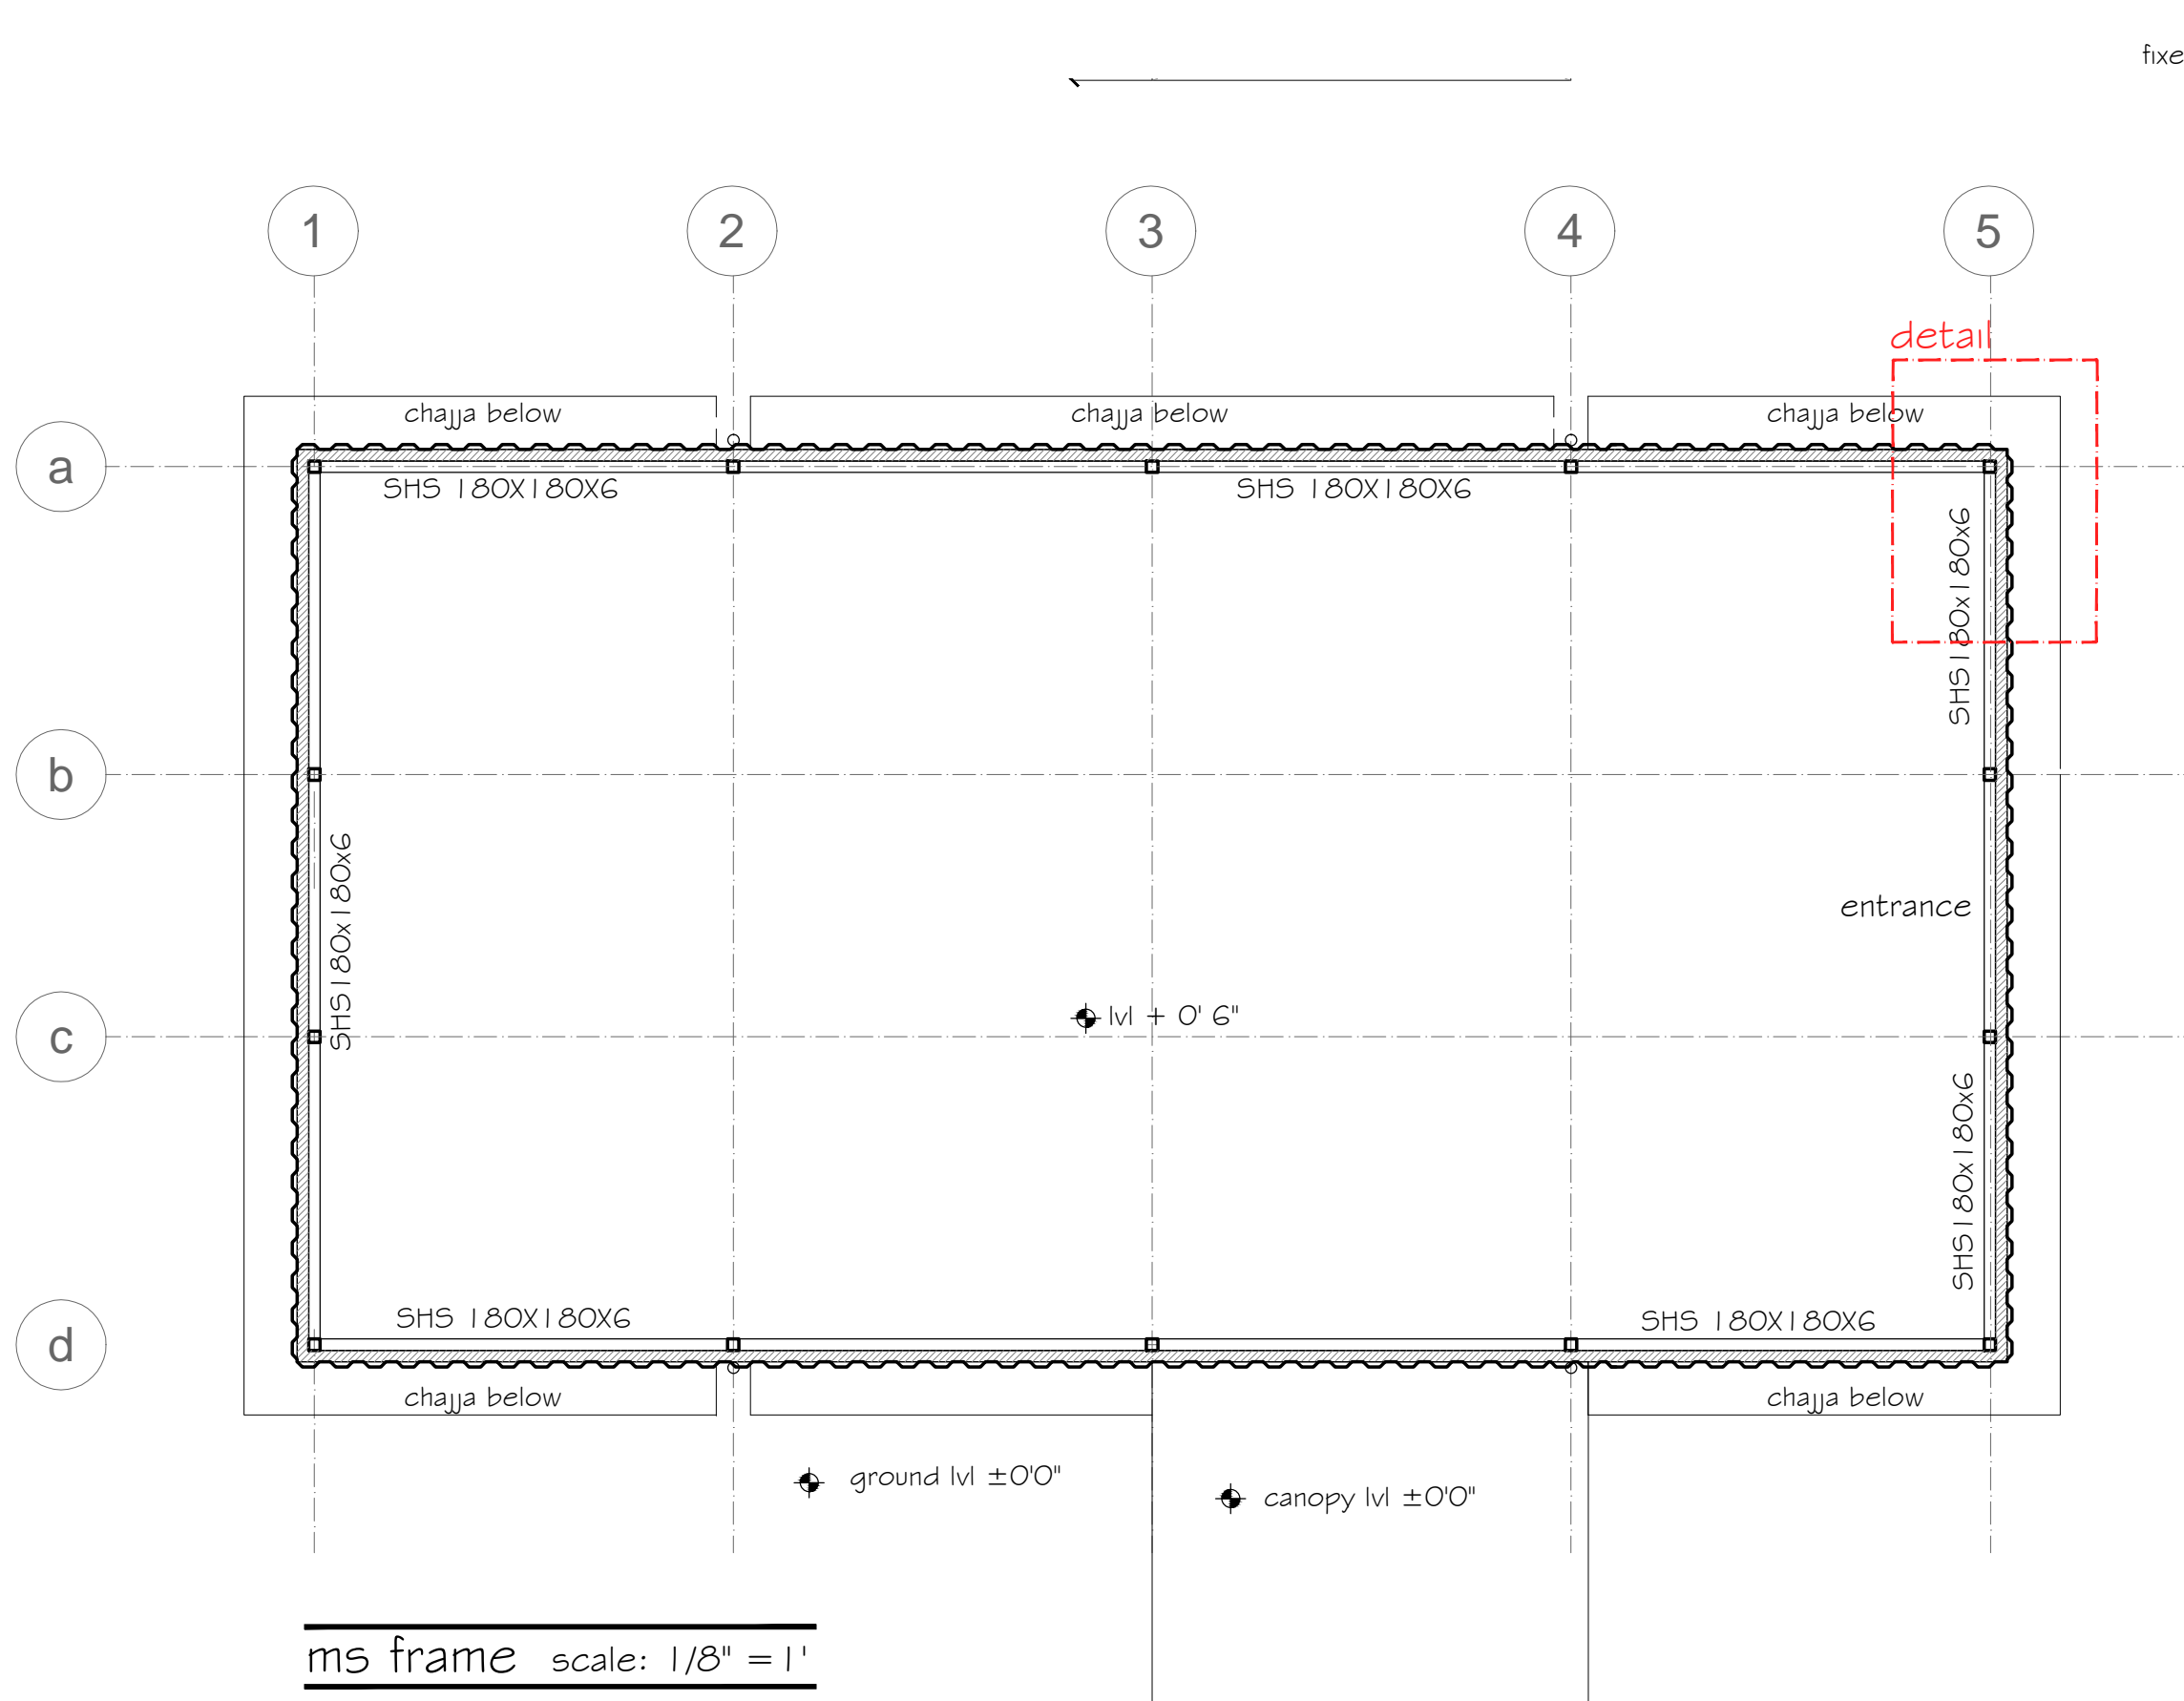 fixe
1 2 3 4 5
detail
chajja below chajja below chajja below
a
SHS 180X180X6 SHS 180X180X6
SHS180x180x6
b
SHS180x180x6
entrance
lvl + 0' 6"
c
SHS180x180x6
SHS 180X180X6 SHS 180X180X6
d
chajja below chajja below
ground lvl ±0'0"
canopy lvl ±0'0"
ms frame scale: 1/8" = 1'